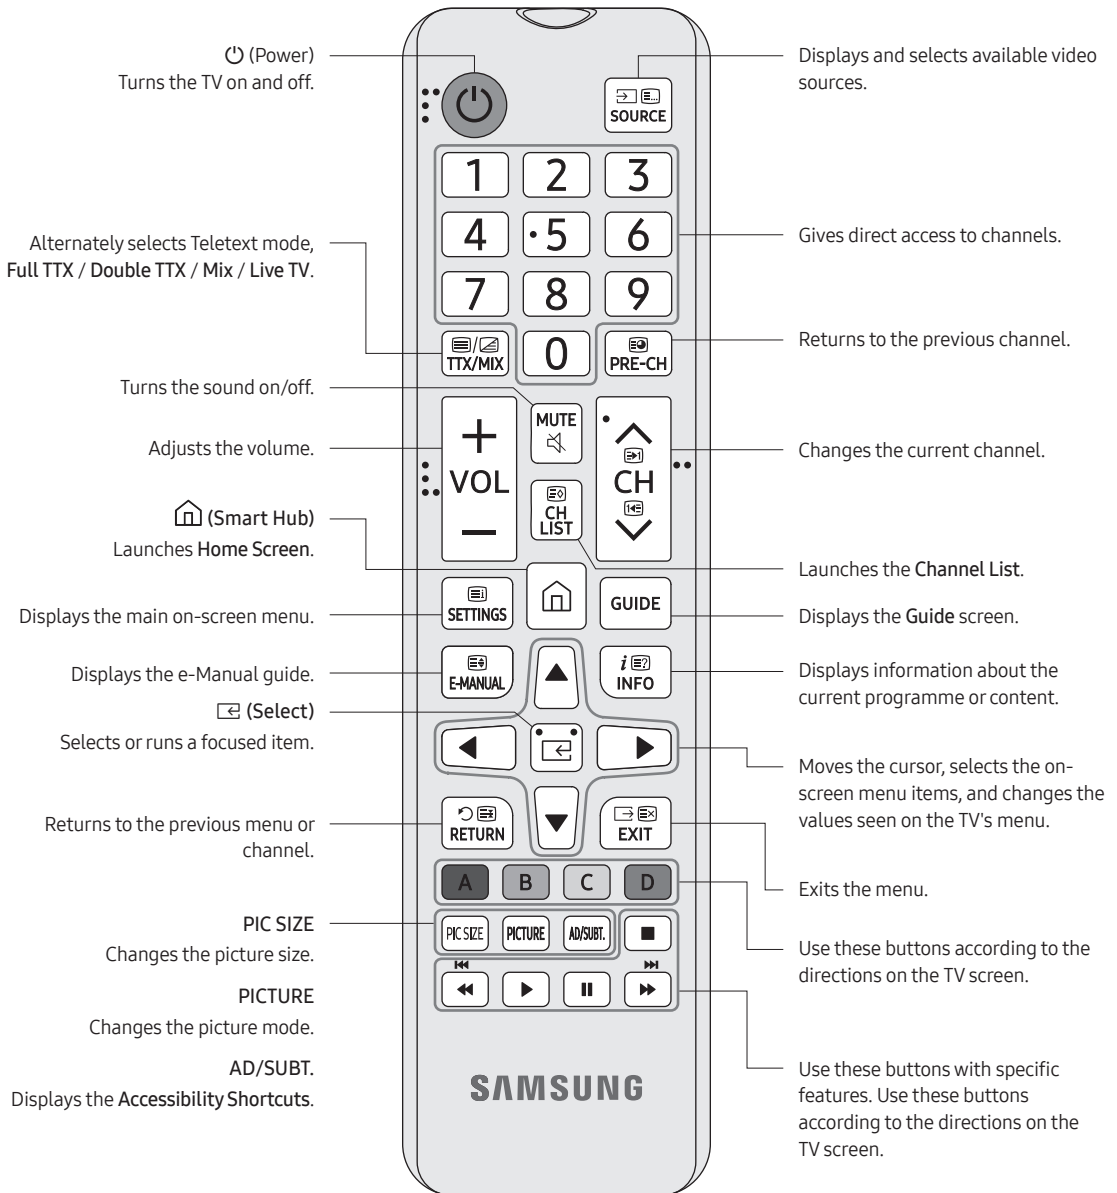 (Power)
Turns the TV on and off.
Alternately selects Teletext mode,
Full TTX / Double TTX / Mix / Live TV.
Turns the sound on/off.
Adjusts the volume.
(Smart Hub)
Launches Home Screen.
Displays the main on-screen menu.
Displays the e-Manual guide.
(Select)
Selects or runs a focused item.
Returns to the previous menu or
channel.
PIC SIZE
Changes the picture size.
PICTURE
Changes the picture mode.
AD/SUBT.
Displays the Accessibility Shortcuts.
SOURCE
1 2 3
4 5 6
7 8 9
TTX/MIX 0 PRE-CH
MUTE
VOL
CH
CH
LIST
SETTINGS
GUIDE
E-MANUAL
i INFO
RETURN
EXIT
A B C D
PIC SIZE PICTURE AD/SUBT.
SAMSUNG
Displays and selects available video
sources.
Gives direct access to channels.
Returns to the previous channel.
Changes the current channel.
Launches the Channel List.
Displays the Guide screen.
Displays information about the
current programme or content.
Moves the cursor, selects the on-
screen menu items, and changes the
values seen on the TV's menu.
Exits the menu.
Use these buttons according to the
directions on the TV screen.
Use these buttons with specific
features. Use these buttons
according to the directions on the
TV screen.